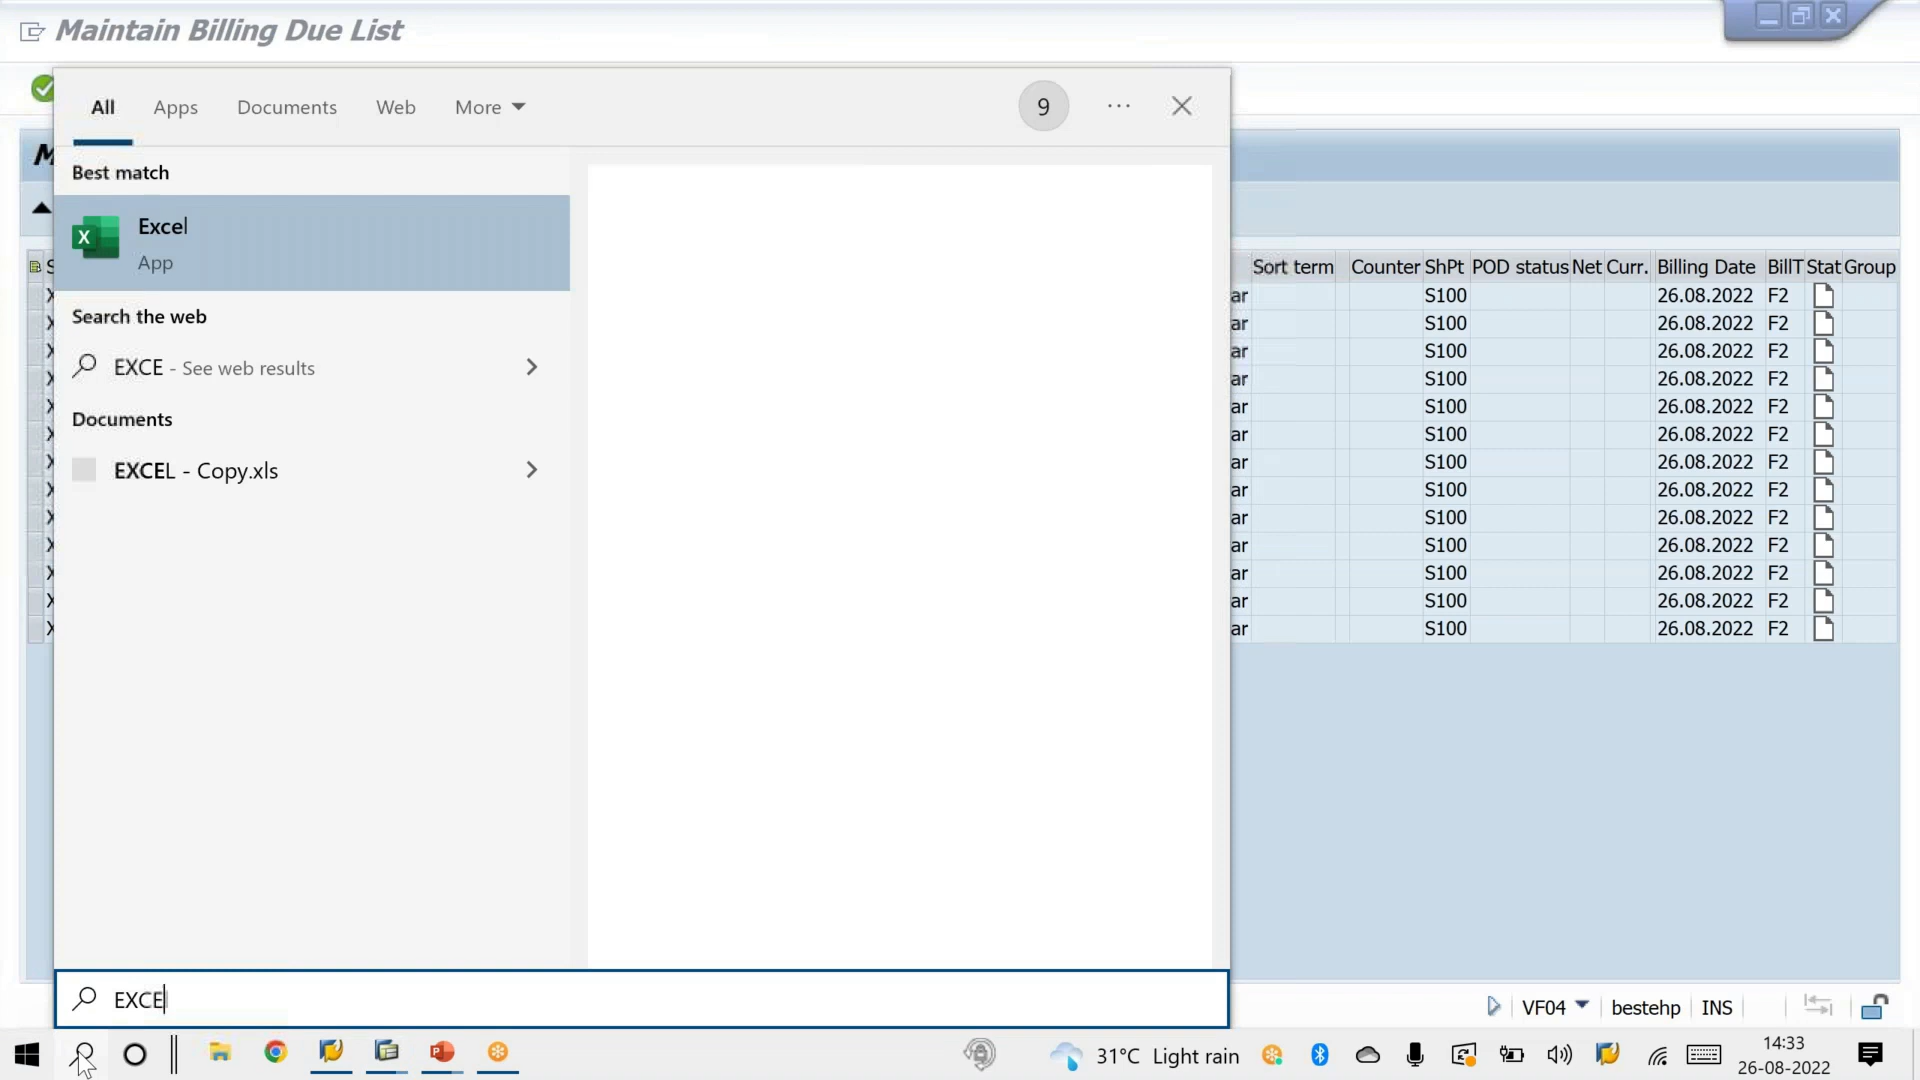 Maintain Billing Due List
All Apps Documents Web More 9
Best match
Excel
App
Search the web
EXCE - See web results
Documents
EXCEL - Copy.xls
Sort term Counter ShPt POD status Net Curr. Billing Date BillT Stat Group
ar S100 26.08.2022 F2
ar S100 26.08.2022 F2
ar S100 26.08.2022 F2
ar S100 26.08.2022 F2
ar S100 26.08.2022 F2
ar S100 26.08.2022 F2
ar S100 26.08.2022 F2
ar S100 26.08.2022 F2
ar S100 26.08.2022 F2
ar S100 26.08.2022 F2
ar S100 26.08.2022 F2
ar S100 26.08.2022 F2
ar S100 26.08.2022 F2
EXCE
VF04 bestehp INS
31°C Light rain
14:33
26-08-2022